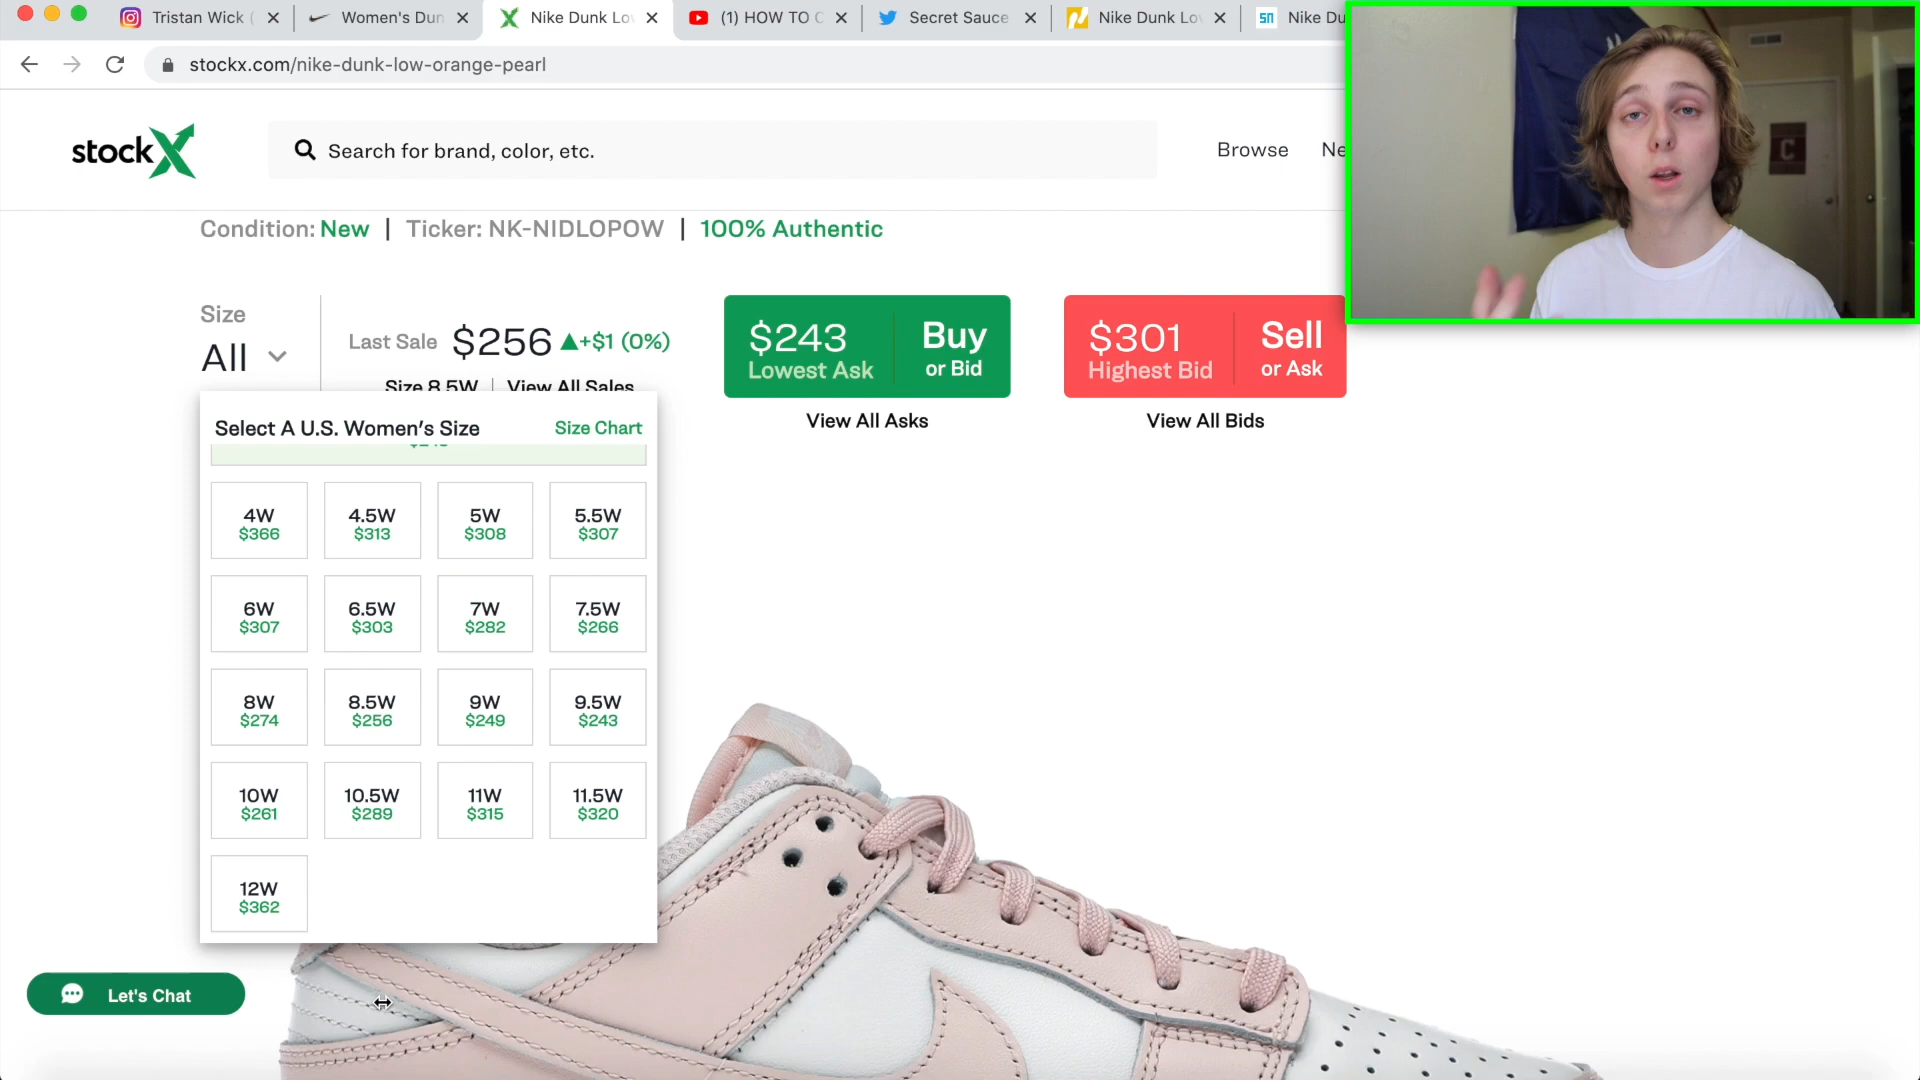 Tristan Wick (
Women's Dun
Nike Dunk Lo
(1) HOW TO C
Secret Sauce
Nike Dunk Lo
sn
Nike Du
stockx.com/nike-dunk-low-orange-pearl
stockX
Search for brand, color, etc.
Browse
Ne
C
Condition: New | Ticker: NK-NIDLOPOW | 100% Authentic
Size
All
Last Sale $256 ▲+$1 (0%)
Size 8.5W | View All Sales
$243
Lowest Ask
Buy
or Bid
View All Asks
$301
Highest Bid
Sell
or Ask
View All Bids
Select A U.S. Women's Size
Size Chart
4W
$366
4.5W
$313
5W
$308
5.5W
$307
6W
$307
6.5W
$303
7W
$282
7.5W
$266
8W
$274
8.5W
$256
9W
$249
9.5W
$243
10W
$261
10.5W
$289
11W
$315
11.5W
$320
12W
$362
Let's Chat